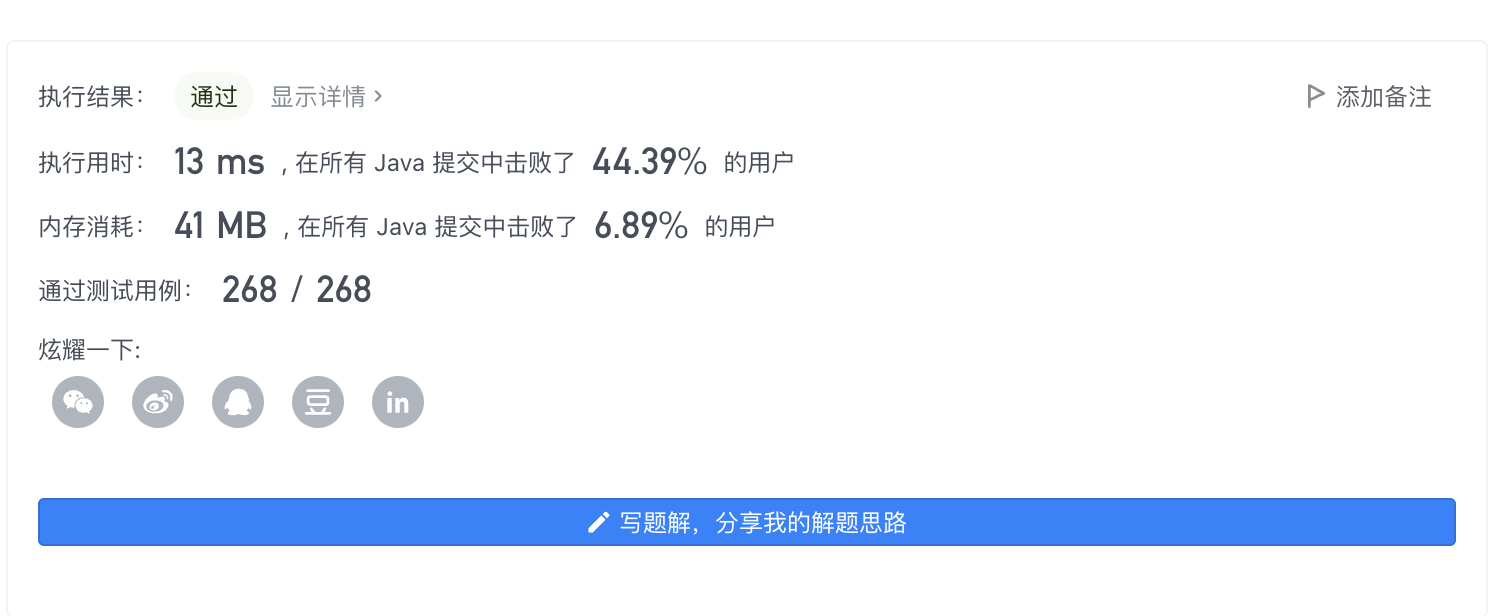 执行结果： 通过 显示详情 > 添加备注
执行用时： 13 ms , 在所有 Java 提交中击败了 44.39% 的用户
内存消耗： 41 MB , 在所有 Java 提交中击败了 6.89% 的用户
通过测试用例： 268 / 268
炫耀一下:
豆 in
写题解，分享我的解题思路